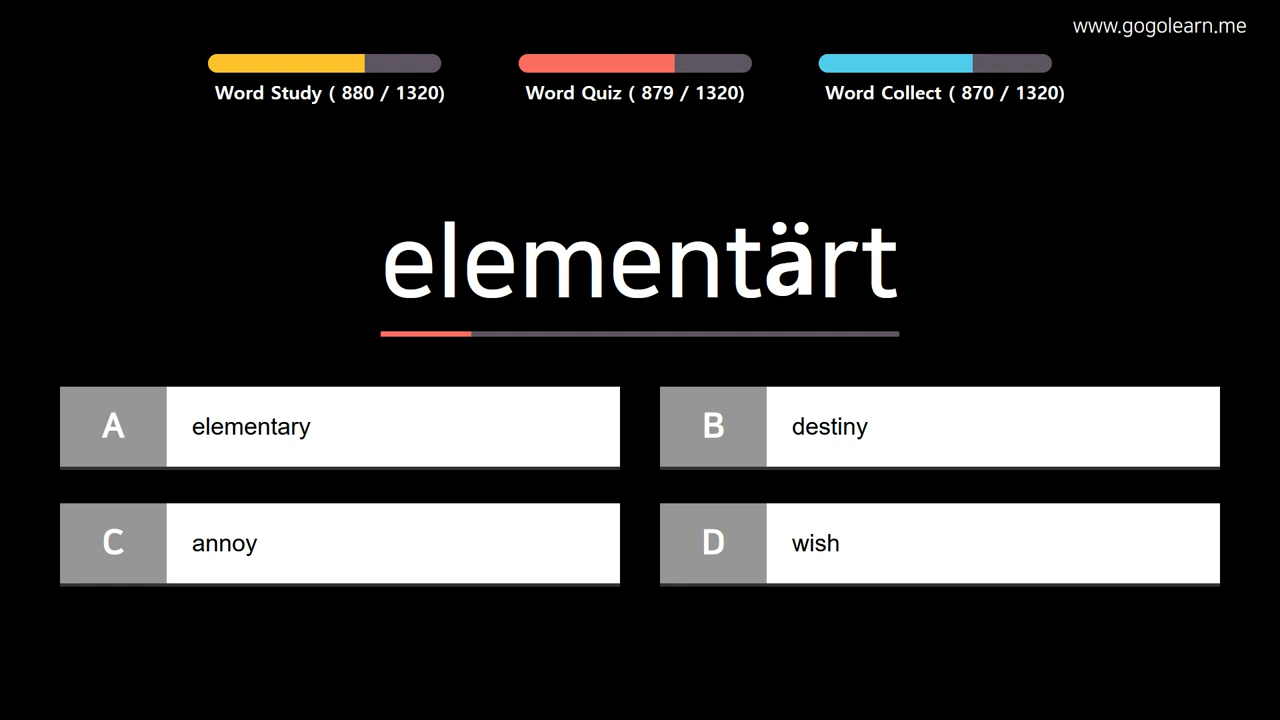 www.gogolearn.me
Word Study ( 880 / 1320)
Word Quiz ( 879 / 1320)
Word Collect ( 870 / 1320)
elementärt
A elementary
B destiny
C annoy
D wish